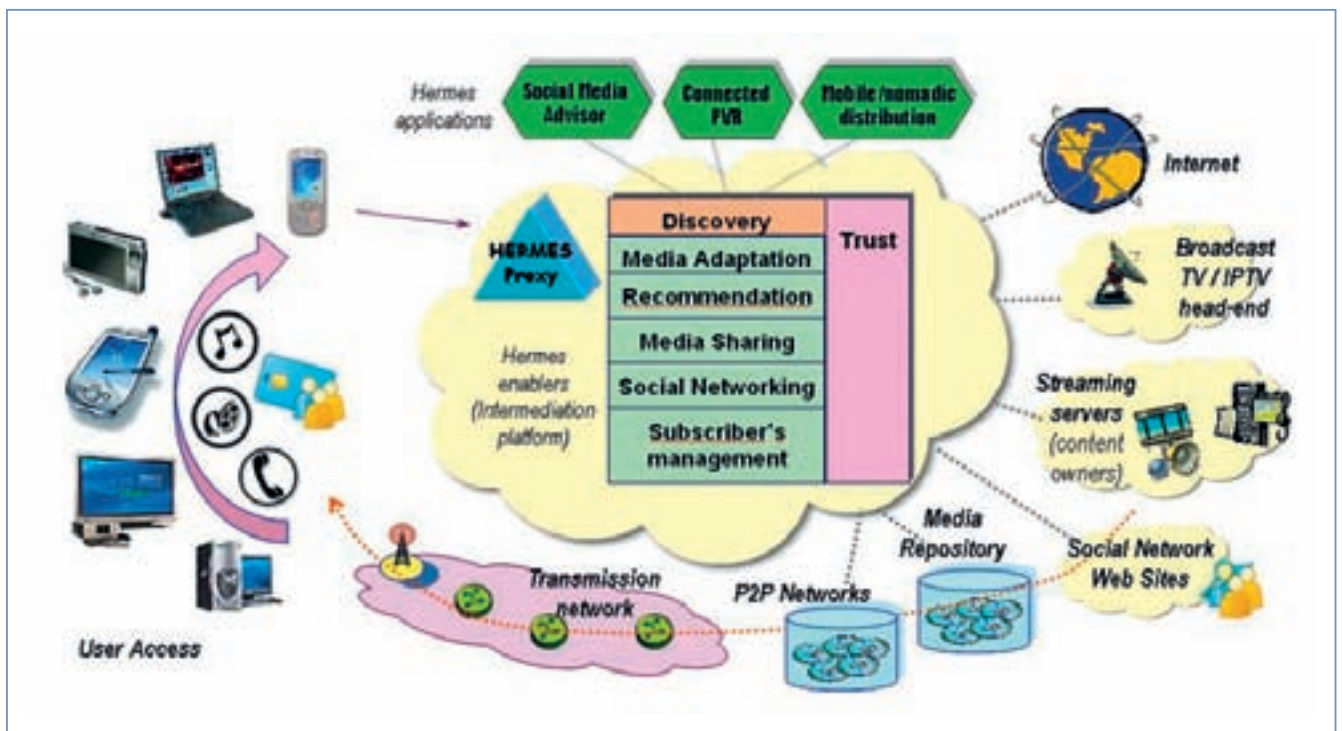 Hermes
applications
Social Media
Advisor
Connected
PVR
Mobile/nomadic
distribution
Internet
HERMES
Proxy
Discovery
Trust
Media Adaptation
Recommendation
Media Sharing
Social Networking
Subscriber's
management
Hermes
enablers
(Intermediation
platform)
Broadcast
TV / IPTV
head-end
Streaming
servers
(content
owners)
Media
Repository
Social Network
Web Sites
P2P Networks
Transmission
network
User Access